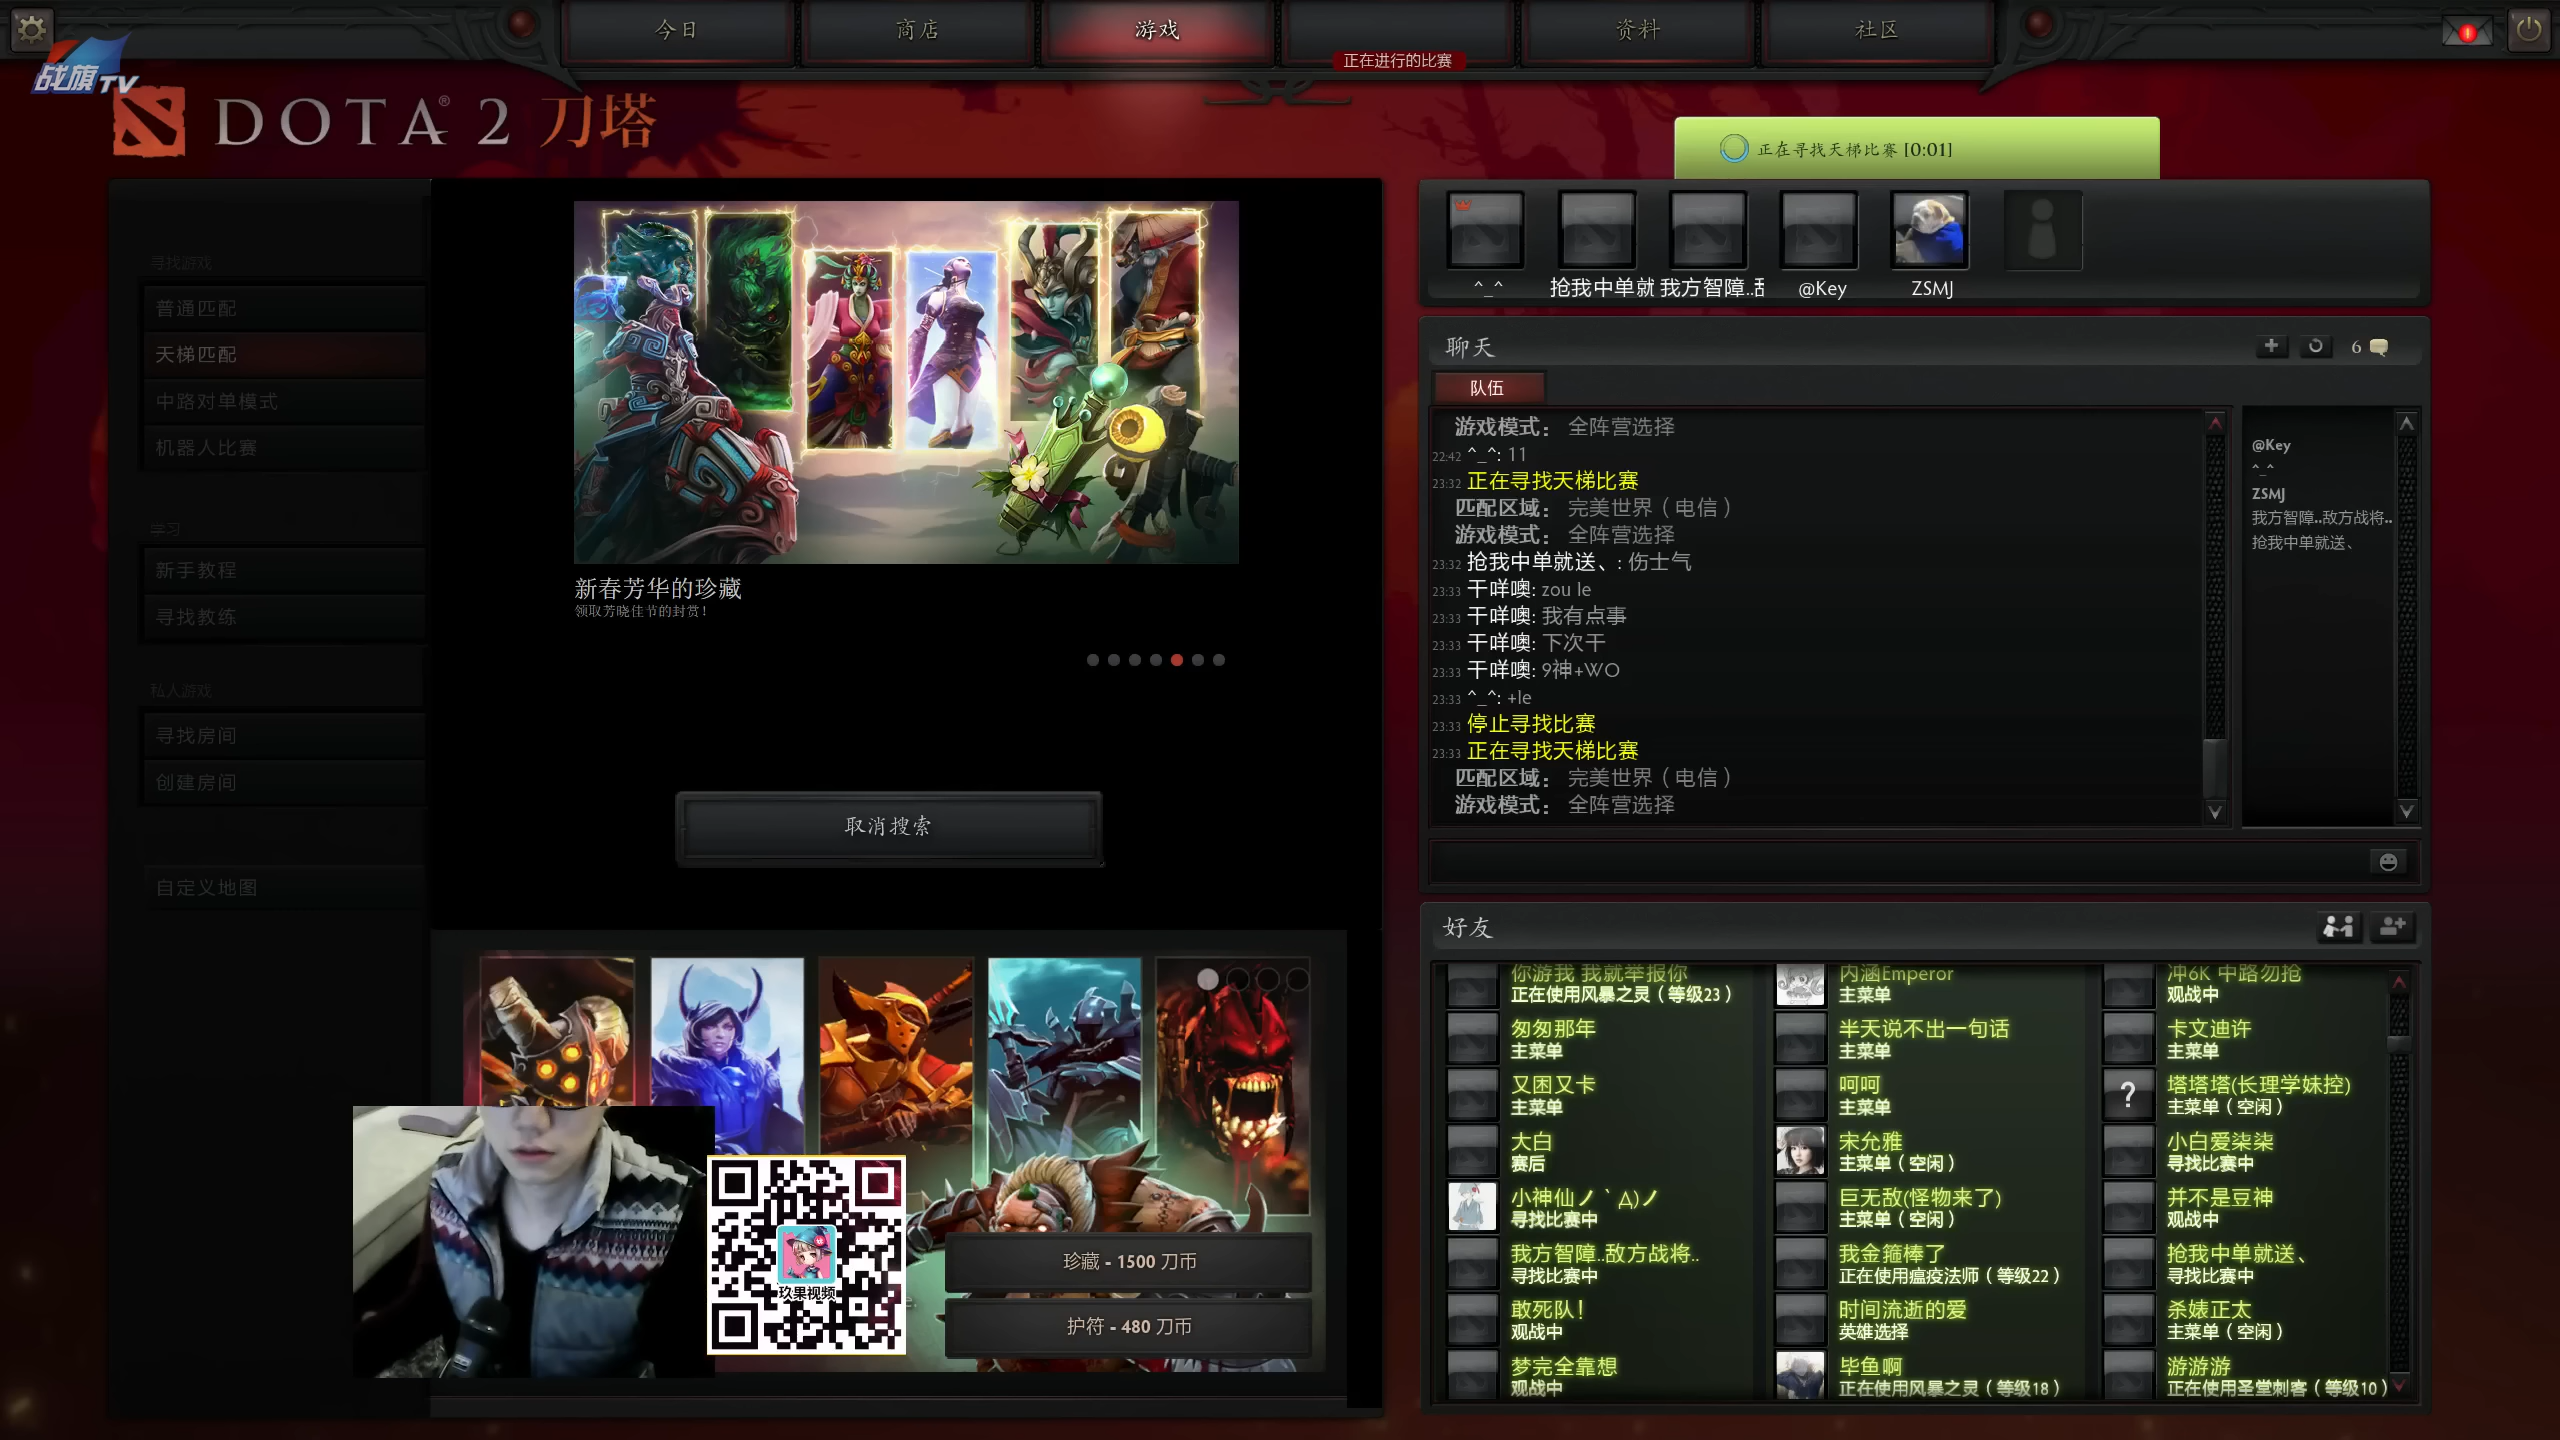 今日
商店
游戏
资料
社区
正在进行的比赛
战旗TV
DOTA 2 刀塔
正在寻找天梯比赛 [0:01]
寻找游戏
普通匹配
天梯匹配
中路对单模式
机器人比赛
学习
新手教程
寻找教练
私人游戏
寻找房间
创建房间
自定义地图
新春芳华的珍藏
领取芳晓佳节的封赏！
取消搜索
玖果视频
珍藏 - 1500 刀币
护符 - 480 刀币
^_^
抢我中单就
我方智障..敌
@Key
ZSMJ
聊天
6
队伍
游戏模式： 全阵营选择
22:42 ^_^: 11
23:32 正在寻找天梯比赛
匹配区域： 完美世界（电信）
游戏模式： 全阵营选择
23:32 抢我中单就送、: 伤士气
23:33 干咩噢: zou le
23:33 干咩噢: 我有点事
23:33 干咩噢: 下次干
23:33 干咩噢: 9神+WO
23:33 ^_^: +le
23:33 停止寻找比赛
23:33 正在寻找天梯比赛
匹配区域： 完美世界（电信）
游戏模式： 全阵营选择
@Key
^_^
ZSMJ
我方智障..敌方战将..
抢我中单就送、
好友
你游我 我就举报你
正在使用风暴之灵（等级23）
内涵Emperor
主菜单
冲6K 中路勿抢
观战中
匆匆那年
主菜单
半天说不出一句话
主菜单
卡文迪许
主菜单
又困又卡
主菜单
呵呵
主菜单
?
塔塔塔(长理学妹控)
主菜单（空闲）
大白
赛后
宋允雅
主菜单（空闲）
小白爱柒柒
寻找比赛中
小神仙ノ｀Д)ノ
寻找比赛中
巨无敌(怪物来了)
主菜单（空闲）
并不是豆神
观战中
我方智障..敌方战将..
寻找比赛中
我金箍棒了
正在使用瘟疫法师（等级22）
抢我中单就送、
寻找比赛中
敢死队！
观战中
时间流逝的爱
英雄选择
杀婊正太
主菜单（空闲）
梦完全靠想
观战中
毕鱼啊
正在使用风暴之灵（等级18）
游游游
正在使用圣堂刺客（等级10）